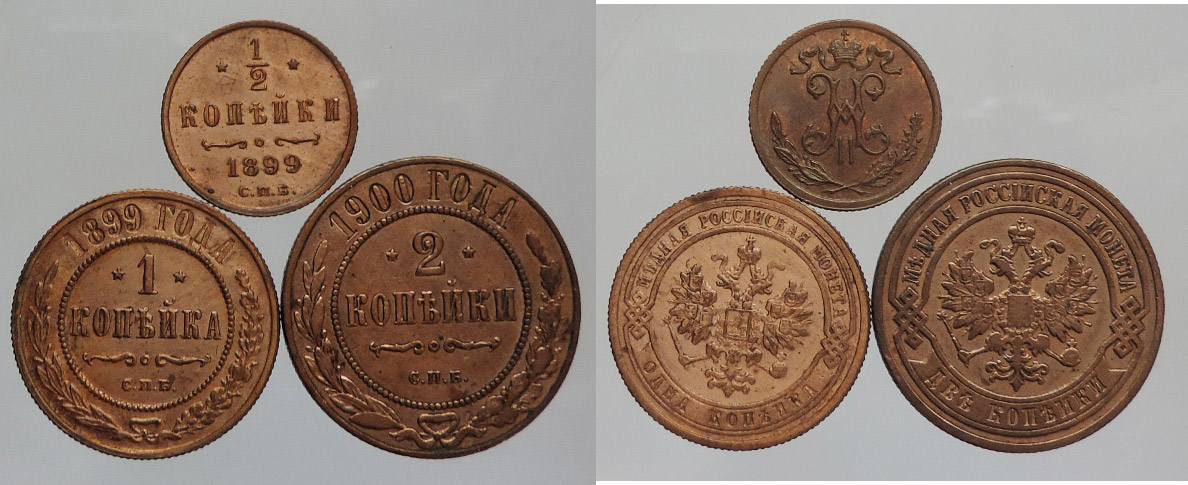 1
2
КОПѢЙКИ
1899
С.П.Б.
1899 ГОДА
1
КОПѢЙКА
С.П.Б.
1900 ГОДА
2
КОПѢЙКИ
С.П.Б.
II
МѢДНАЯ РОССІЙСКАЯ МОНЕТА
ОДНА КОПѢЙКА
МѢДНАЯ РОССІЙСКАЯ МОНЕТА
ДВѢ КОПѢЙКИ